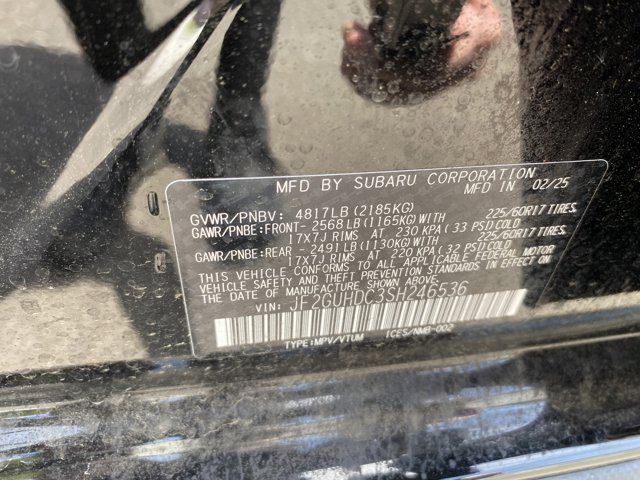 MFD BY SUBARU CORPORATION
MFD IN 02/25
GVWR/PNBV: 4817LB (2185KG)
GAWR/PNBE:FRONT- 2568LB(1165KG)WITH 225/60R17 TIRES,
17X7J RIMS AT 230 KPA ( 33 PSI) COLD
GAWR/PNBE:REAR -2491LB(1130KG)WITH 225/60R17 TIRES,
17X7J RIMS AT 220 KPA ( 32 PSI) COLD
THIS VEHICLE CONFORMS TO ALL APPLICABLE FEDERAL MOTOR
VEHICLE SAFETY AND THEFT PREVENTION STANDARDS IN EFFECT ON
THE DATE OF MANUFACTURE SHOWN ABOVE.
VIN: JF2GUHDC3SH246536
TYPE:MPV/VTUM ICES/NMB-002